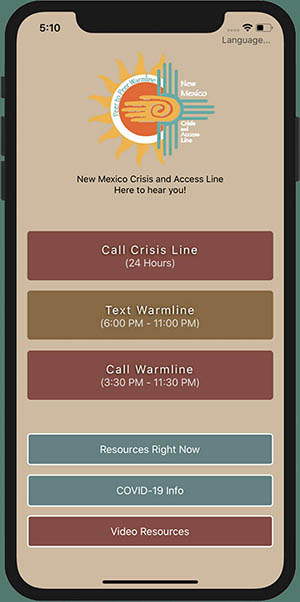 5:10
Language...
Peer to Peer Warmline
New
Mexico
Crisis
and
Access
Line
New Mexico Crisis and Access Line
Here to hear you!
Call Crisis Line
(24 Hours)
Text Warmline
(6:00 PM - 11:00 PM)
Call Warmline
(3:30 PM - 11:30 PM)
Resources Right Now
COVID-19 Info
Video Resources